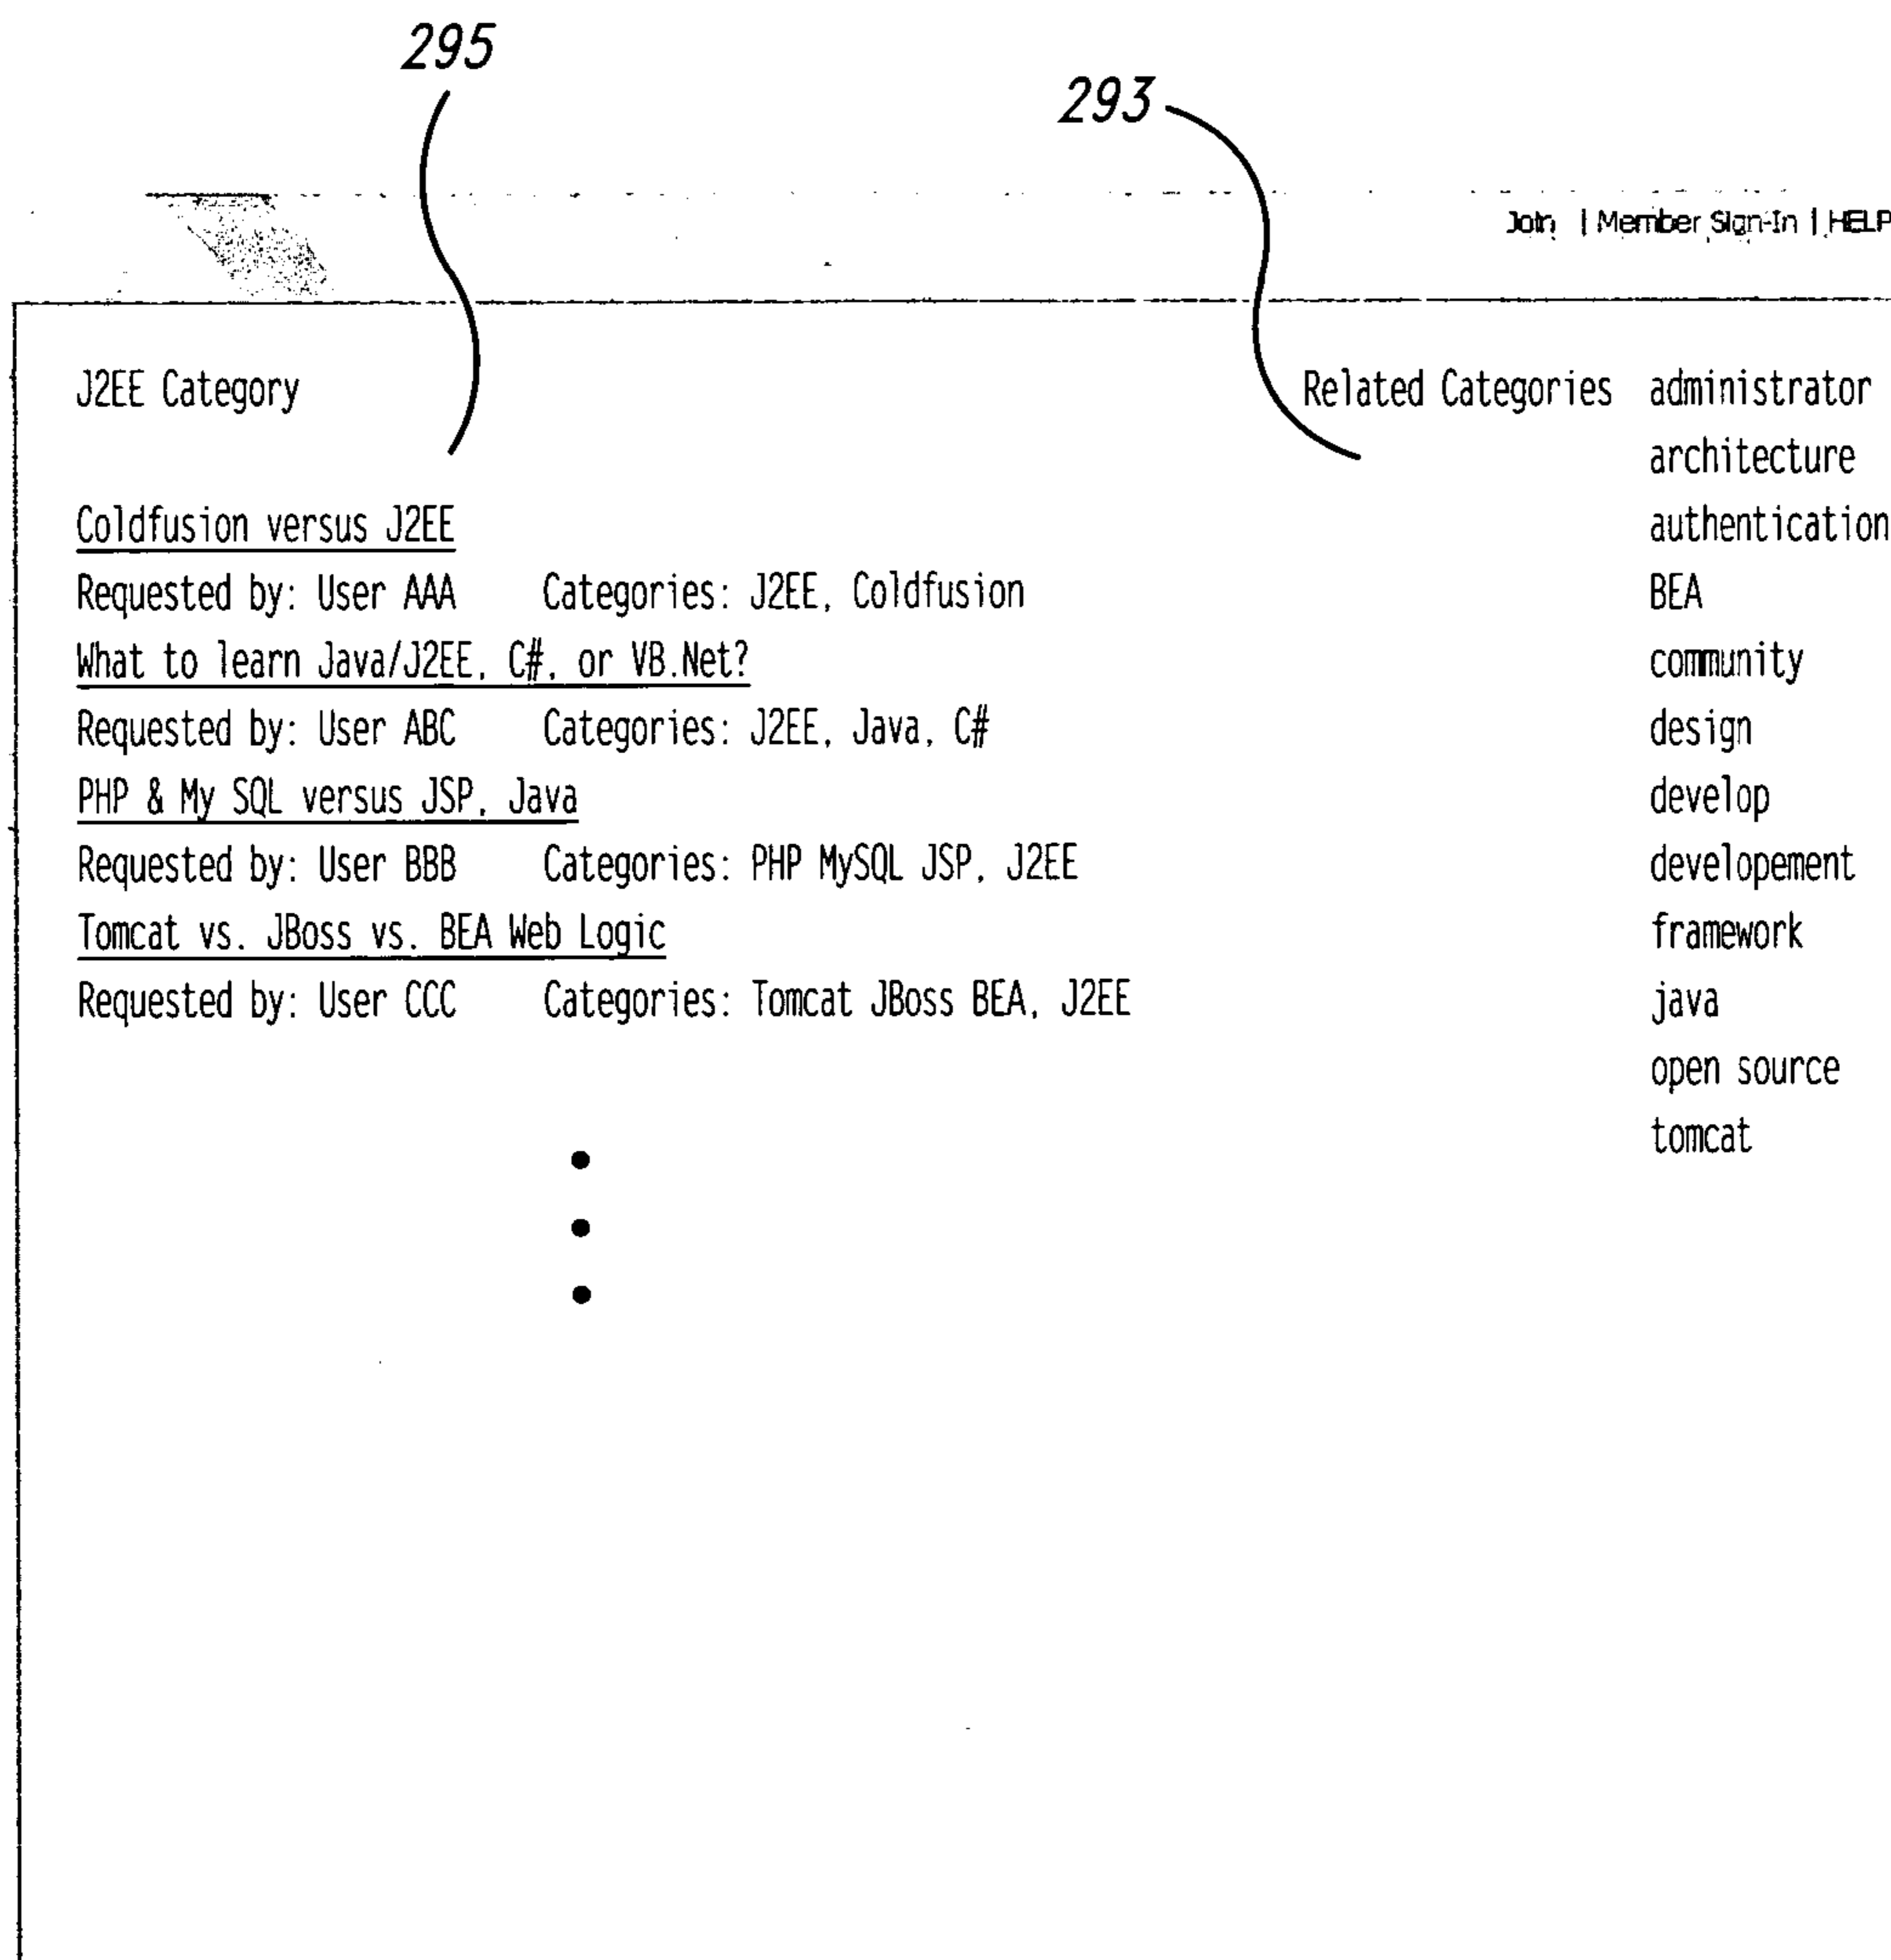 295
293
Join | Member Sign-In | HELP
J2EE Category
Related Categories administrator
architecture
Coldfusion versus J2EE
authentication
Requested by: User AAA Categories: J2EE, Coldfusion
BEA
What to learn Java/J2EE, C#, or VB.Net?
community
Requested by: User ABC Categories: J2EE, Java, C#
design
PHP & My SQL versus JSP, Java
develop
Requested by: User BBB Categories: PHP MySQL JSP, J2EE
developement
Tomcat vs. JBoss vs. BEA Web Logic
framework
Requested by: User CCC Categories: Tomcat JBoss BEA, J2EE
java
open source
tomcat